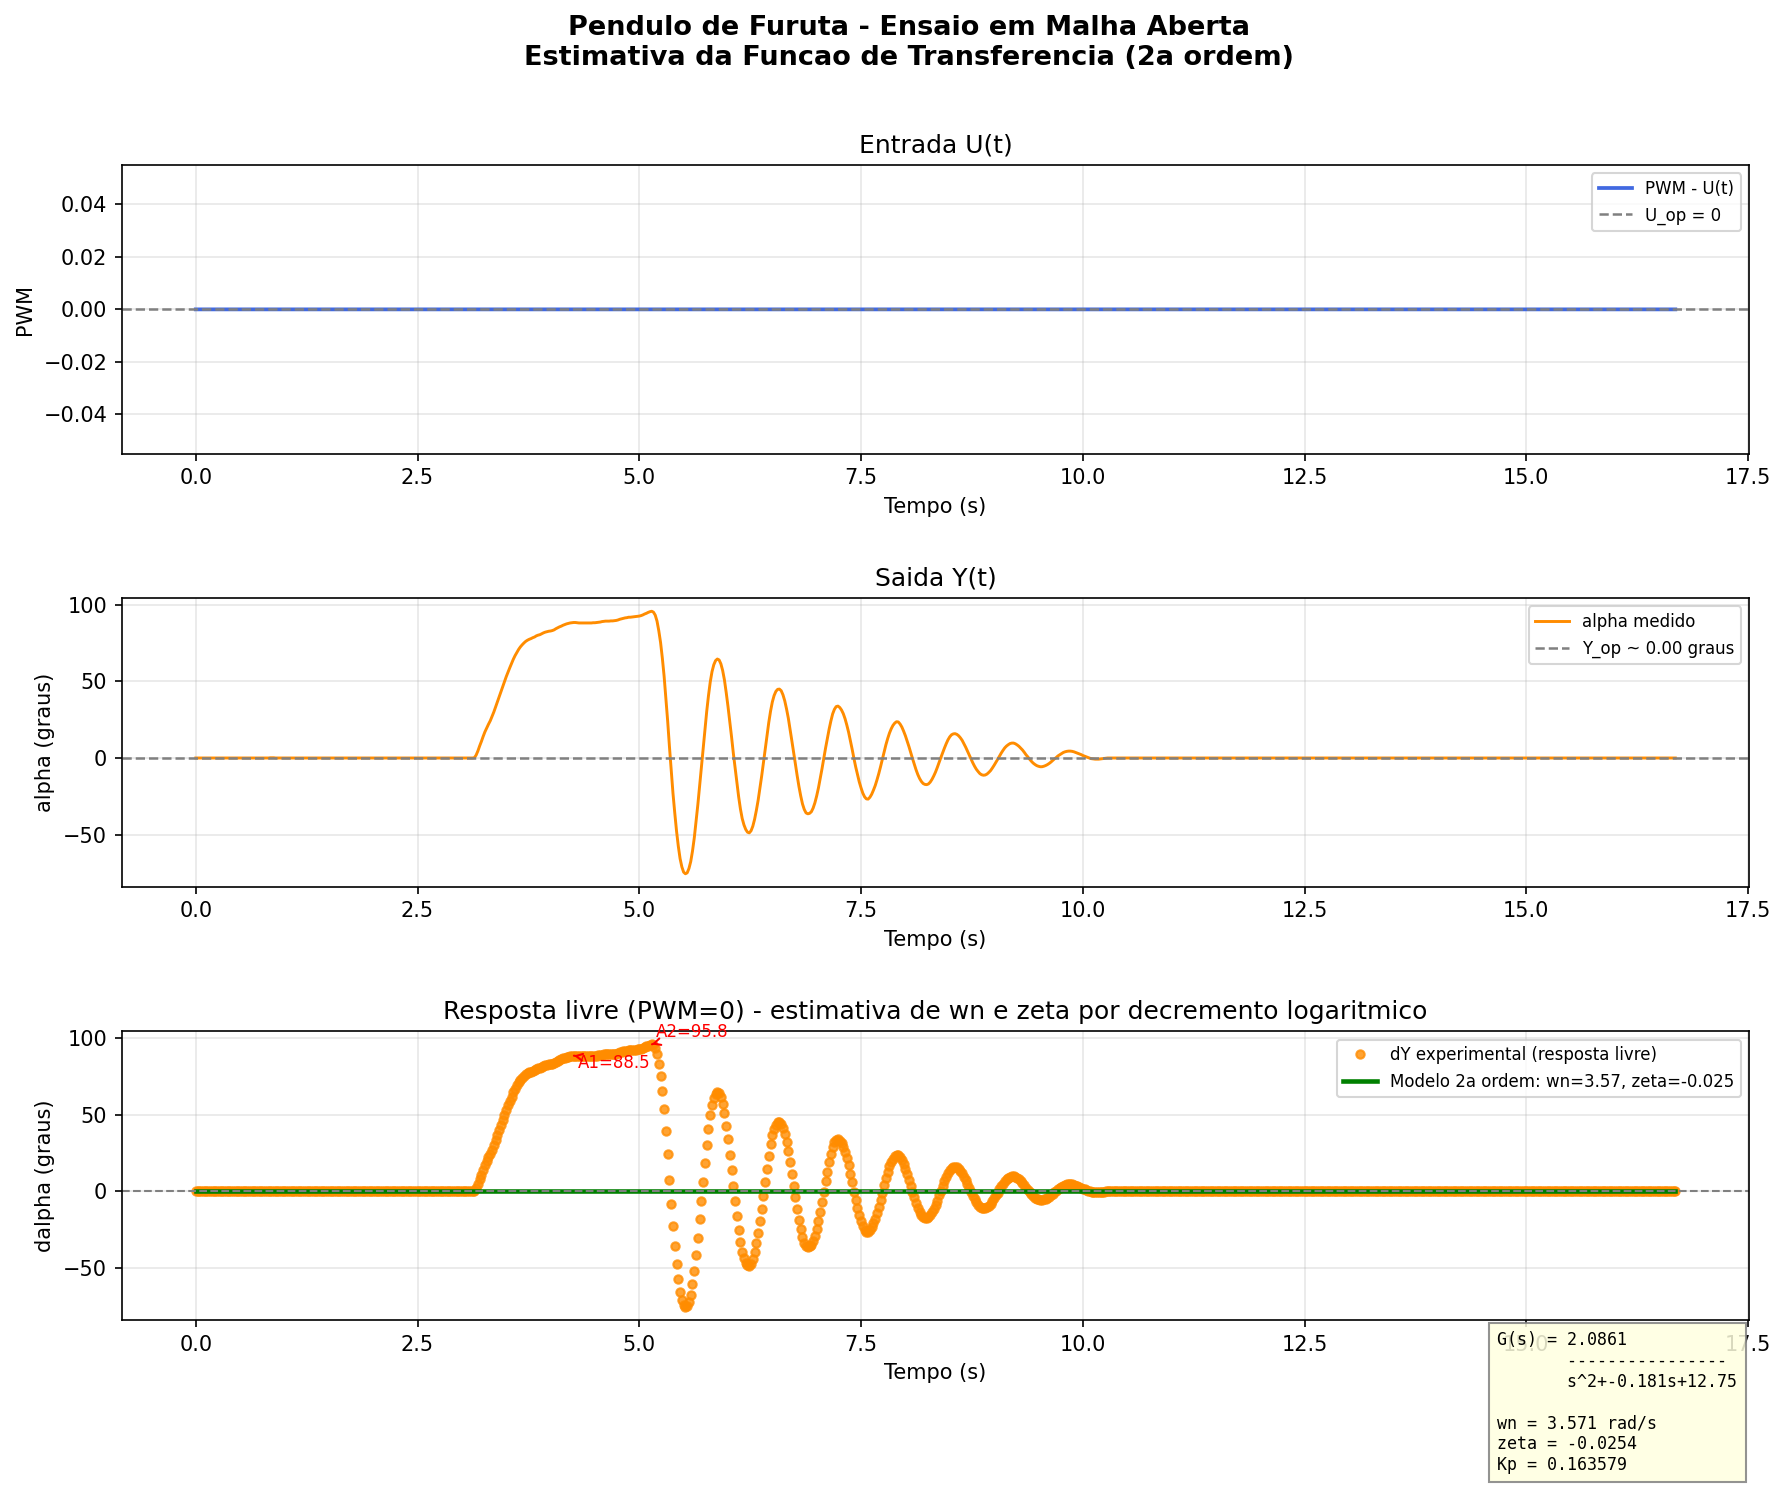 Pendulo de Furuta - Ensaio em Malha Aberta
Estimativa da Funcao de Transferencia (2a ordem)
Entrada U(t)
PWM - U(t)
U_op = 0
0.04
0.02
0.00
−0.02
−0.04
PWM
0.0 2.5 5.0 7.5 10.0 12.5 15.0 17.5
Tempo (s)
Saida Y(t)
alpha medido
Y_op ~ 0.00 graus
100
50
0
−50
alpha (graus)
0.0 2.5 5.0 7.5 10.0 12.5 15.0 17.5
Tempo (s)
Resposta livre (PWM=0) - estimativa de wn e zeta por decremento logaritmico
A2=95.8
A1=88.5
dY experimental (resposta livre)
Modelo 2a ordem: wn=3.57, zeta=-0.025
100
50
0
−50
dalpha (graus)
0.0 2.5 5.0 7.5 10.0 12.5 15.0 17.5
Tempo (s)
G(s) = 2.0861
----------------
s^2+-0.181s+12.75
wn = 3.571 rad/s
zeta = -0.0254
Kp = 0.163579